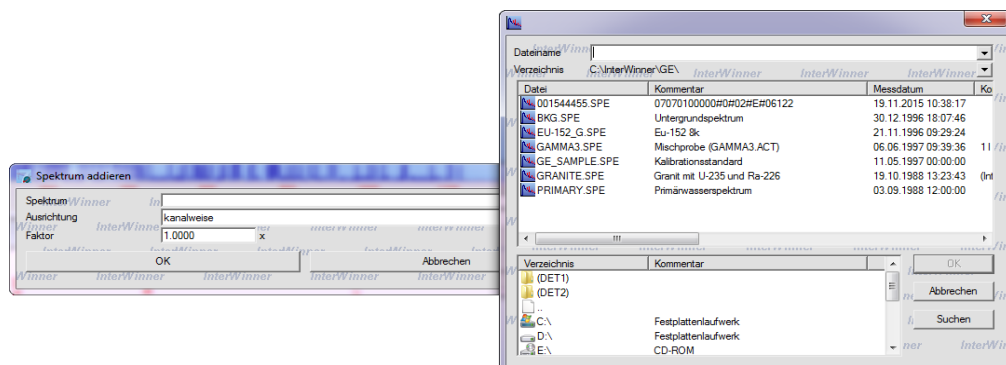 Spektrum addieren
Spektrum
Ausrichtung kanalweise
Faktor 1.0000 x
OK Abbrechen
Dateiname
Verzeichnis C:\InterWinner\GE\
Datei Kommentar Messdatum
001544455.SPE 07070100000#0#02#E#06122 19.11.2015 10:38:17
BKG.SPE Untergrundspektrum 30.12.1996 18:07:46
EU-152_G.SPE Eu-152 8k 21.11.1996 09:29:24
GAMMA3.SPE Mischprobe (GAMMA3.ACT) 06.06.1997 09:39:36 1 l
GE_SAMPLE.SPE Kalibrationsstandard 11.05.1997 00:00:00
GRANITE.SPE Granit mit U-235 und Ra-226 19.10.1988 13:23:43 (Int
PRIMARY.SPE Primärwasserspektrum 03.09.1988 12:00:00
Verzeichnis Kommentar
(DET1)
(DET2)
..
C:\ Festplattenlaufwerk
D:\ Festplattenlaufwerk
E:\ CD-ROM
OK
Abbrechen
Suchen
InterWinner